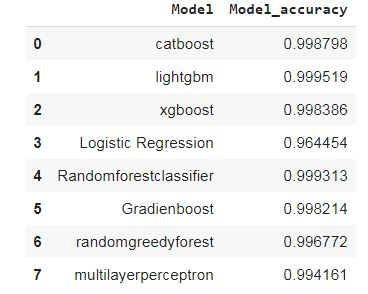 Model Model_accuracy
0 catboost 0.998798
1 lightgbm 0.999519
2 xgboost 0.998386
3 Logistic Regression 0.964454
4 Randomforestclassifier 0.999313
5 Gradienboost 0.998214
6 randomgreedyforest 0.996772
7 multilayerperceptron 0.994161